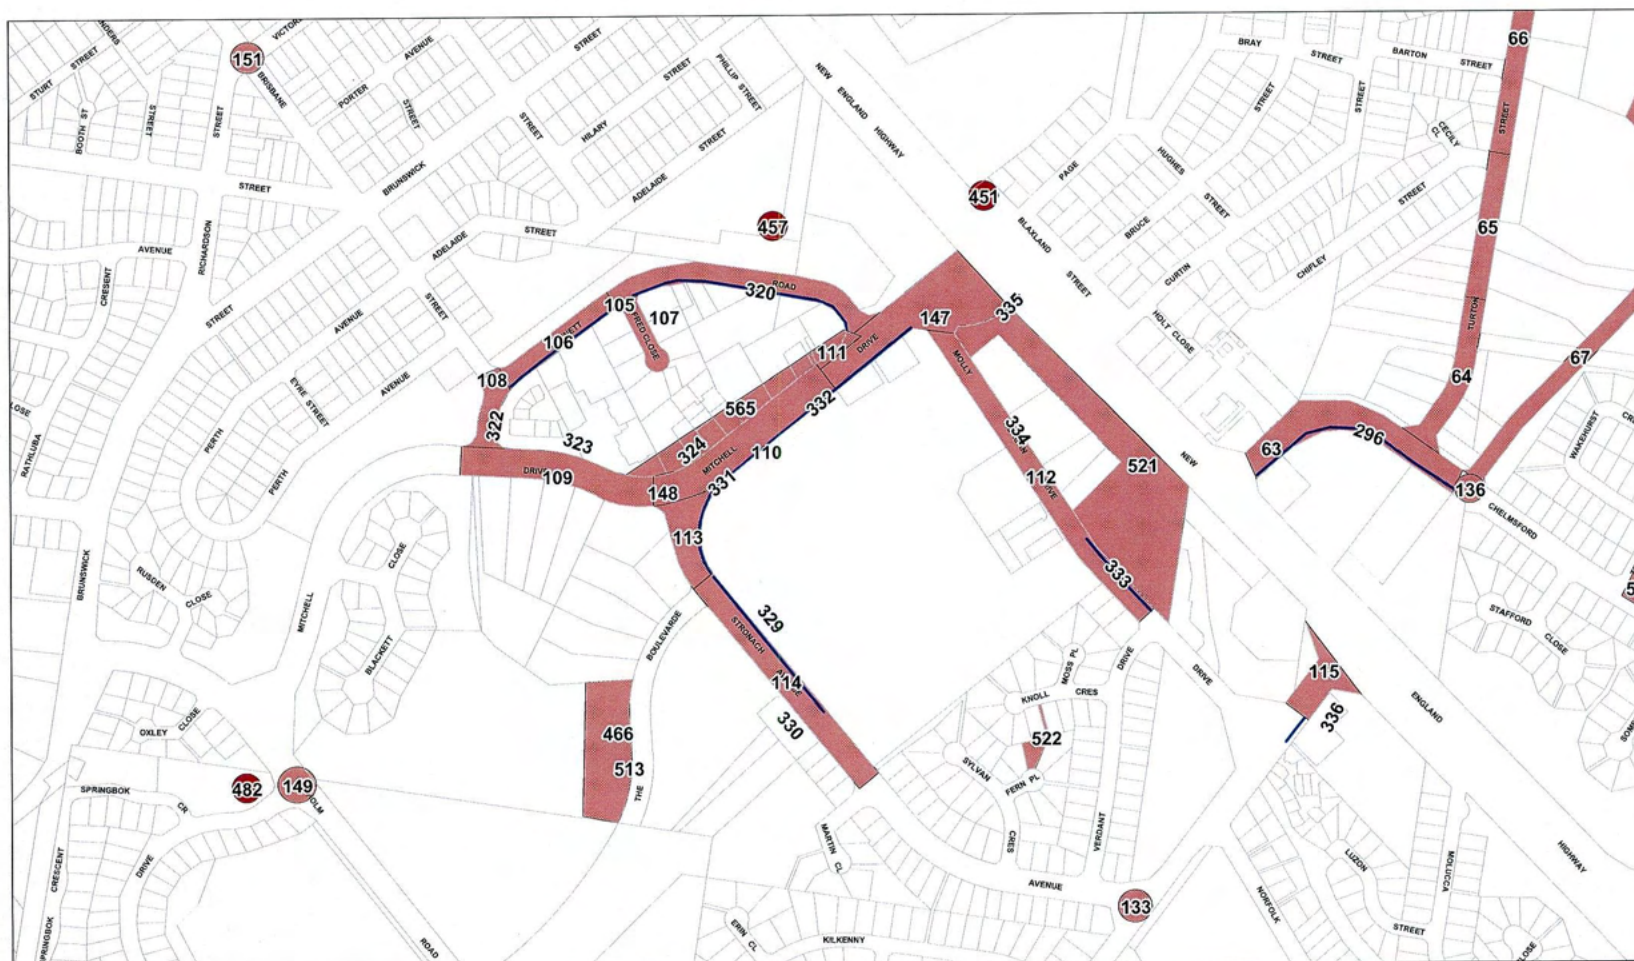 STURT STREET
VICTOR
151
BRISBANE
PORTER
AVENUE
STREET
STREET
STREET
PHILLIP STREET
HILARY
STREET
ADELAIDE
STREET
BOOTH ST
STREET
STREET
STREET
BRUNSWICK
AVENUE
RICHARDSON
CRESENT
ADELAIDE
STREET
STREET
STREET
AVENUE
AVENUE
EYRE STREET
PERTH
PERTH
RATHLUBA
BRUNSWICK
NEW
ENGLAND
HIGHWAY
BRAY
STREET
BARTON
STREET
66
STREET
STREET
STREET
CECILY
CL
451
PAGE
HUGHES
STREET
STREET
BRUCE
BLAXLAND
STREET
CURTIN
CHIFLEY
HOLT CLOSE
65
TURTON
64
67
457
ROAD
320
105
107
FRED CLOSE
106
108
322
323
DRIVE
109
111
DRIVE
147
335
565
324
332
MITCHELL
110
331
148
113
MOLLY
334
112
521
NEW
63
296
136
CHELMSFORD
WAKEHURST
STAFFORD
CLOSE
333
329
STRONACH
114
330
BOULEVARDE
466
513
THE
MOSS PL
DRIVE
KNOLL
CRES
522
SYLVAN
FERN PL
CRES
VERDANT
DRIVE
115
336
ENGLAND
HIGHWAY
RUSDEN
CLOSE
MITCHELL
CLOSE
BLACKETT
OXLEY
CLOSE
SPRINGBOK
CR
482
149
DRIVE
CRESCENT
SPRINGBOK
ROAD
MARTIN CL
ERIN CL
KILKENNY
AVENUE
133
NORFOLK
LUZON
STREET
MOLUCCA
CLOSE